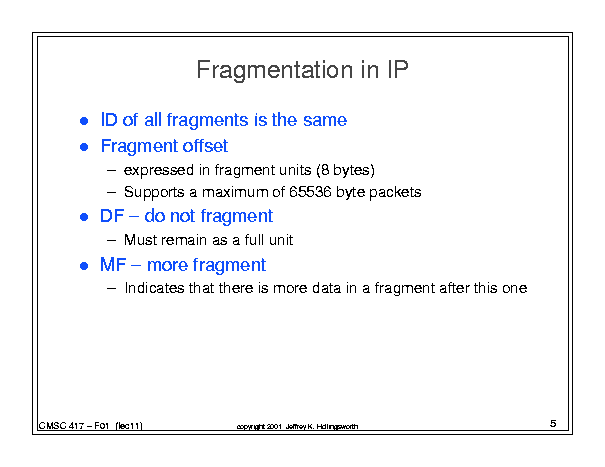 Fragmentation in IP
● ID of all fragments is the same
● Fragment offset
– expressed in fragment units (8 bytes)
– Supports a maximum of 65536 byte packets
● DF – do not fragment
– Must remain as a full unit
● MF – more fragment
– Indicates that there is more data in a fragment after this one
CMSC 417 – F01 (lec11)
copyright 2001 Jeffrey K. Hollingsworth
5